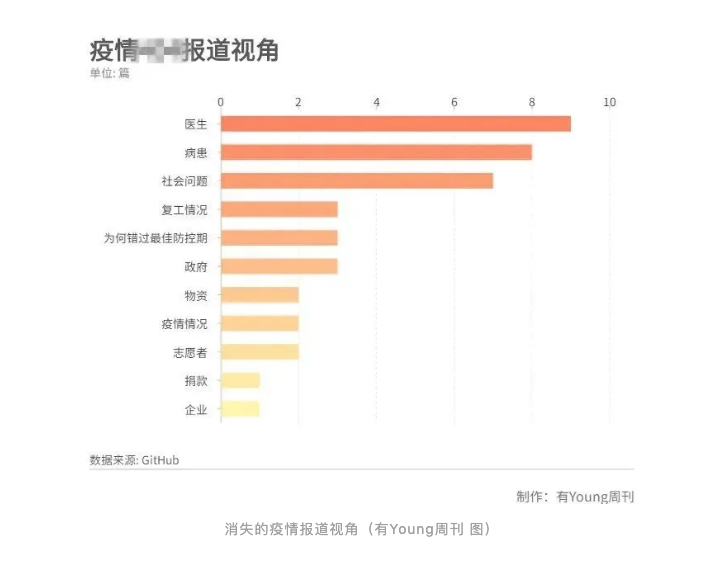 疫情报道视角
单位: 篇
0 2 4 6 8 10
医生
病患
社会问题
复工情况
为何错过最佳防控期
政府
物资
疫情情况
志愿者
捐款
企业
数据来源: GitHub
制作：有Young周刊
消失的疫情报道视角（有Young周刊 图）